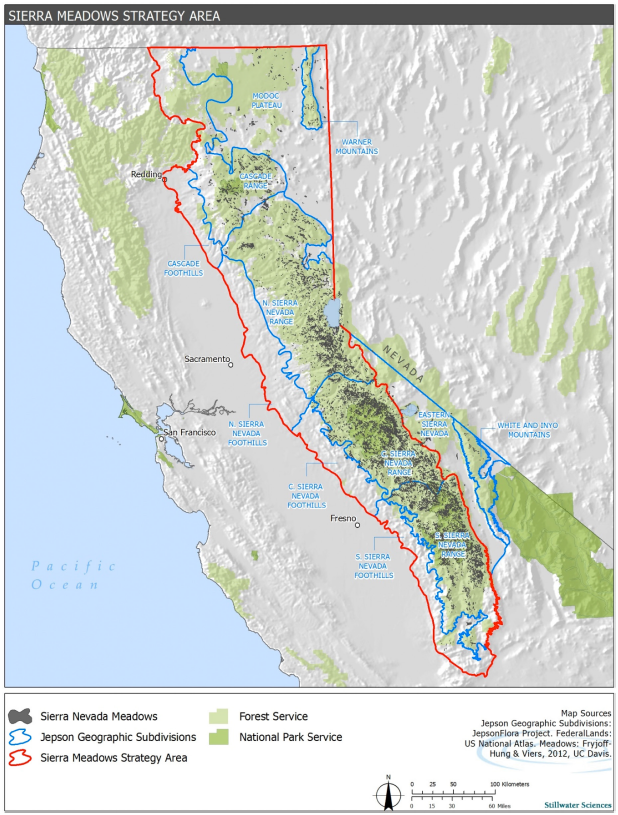 SIERRA MEADOWS STRATEGY AREA
MODOC
PLATEAU
WARNER
MOUNTAINS
Redding
CASCADE
RANGE
CASCADE
FOOTHILLS
N. SIERRA
NEVADA
RANGE
NEVADA
Sacramento
EASTERN
SIERRA
NEVADA
WHITE AND INYO
MOUNTAINS
San Francisco
N. SIERRA
NEVADA
FOOTHILLS
C. SIERRA
NEVADA
RANGE
C. SIERRA
NEVADA
FOOTHILLS
Fresno
S. SIERRA
NEVADA
RANGE
S. SIERRA
NEVADA
FOOTHILLS
Pacific
Ocean
Sierra Nevada Meadows
Jepson Geographic Subdivisions
Sierra Meadows Strategy Area
Forest Service
National Park Service
Map Sources
Jepson Geographic Subdivisions:
JepsonFlora Project. FederalLands:
US National Atlas. Meadows: Fryjoff-
Hung & Viers, 2012, UC Davis.
N
0 25 50 100 Kilometers
0 15 30 60 Miles
Stillwater Sciences